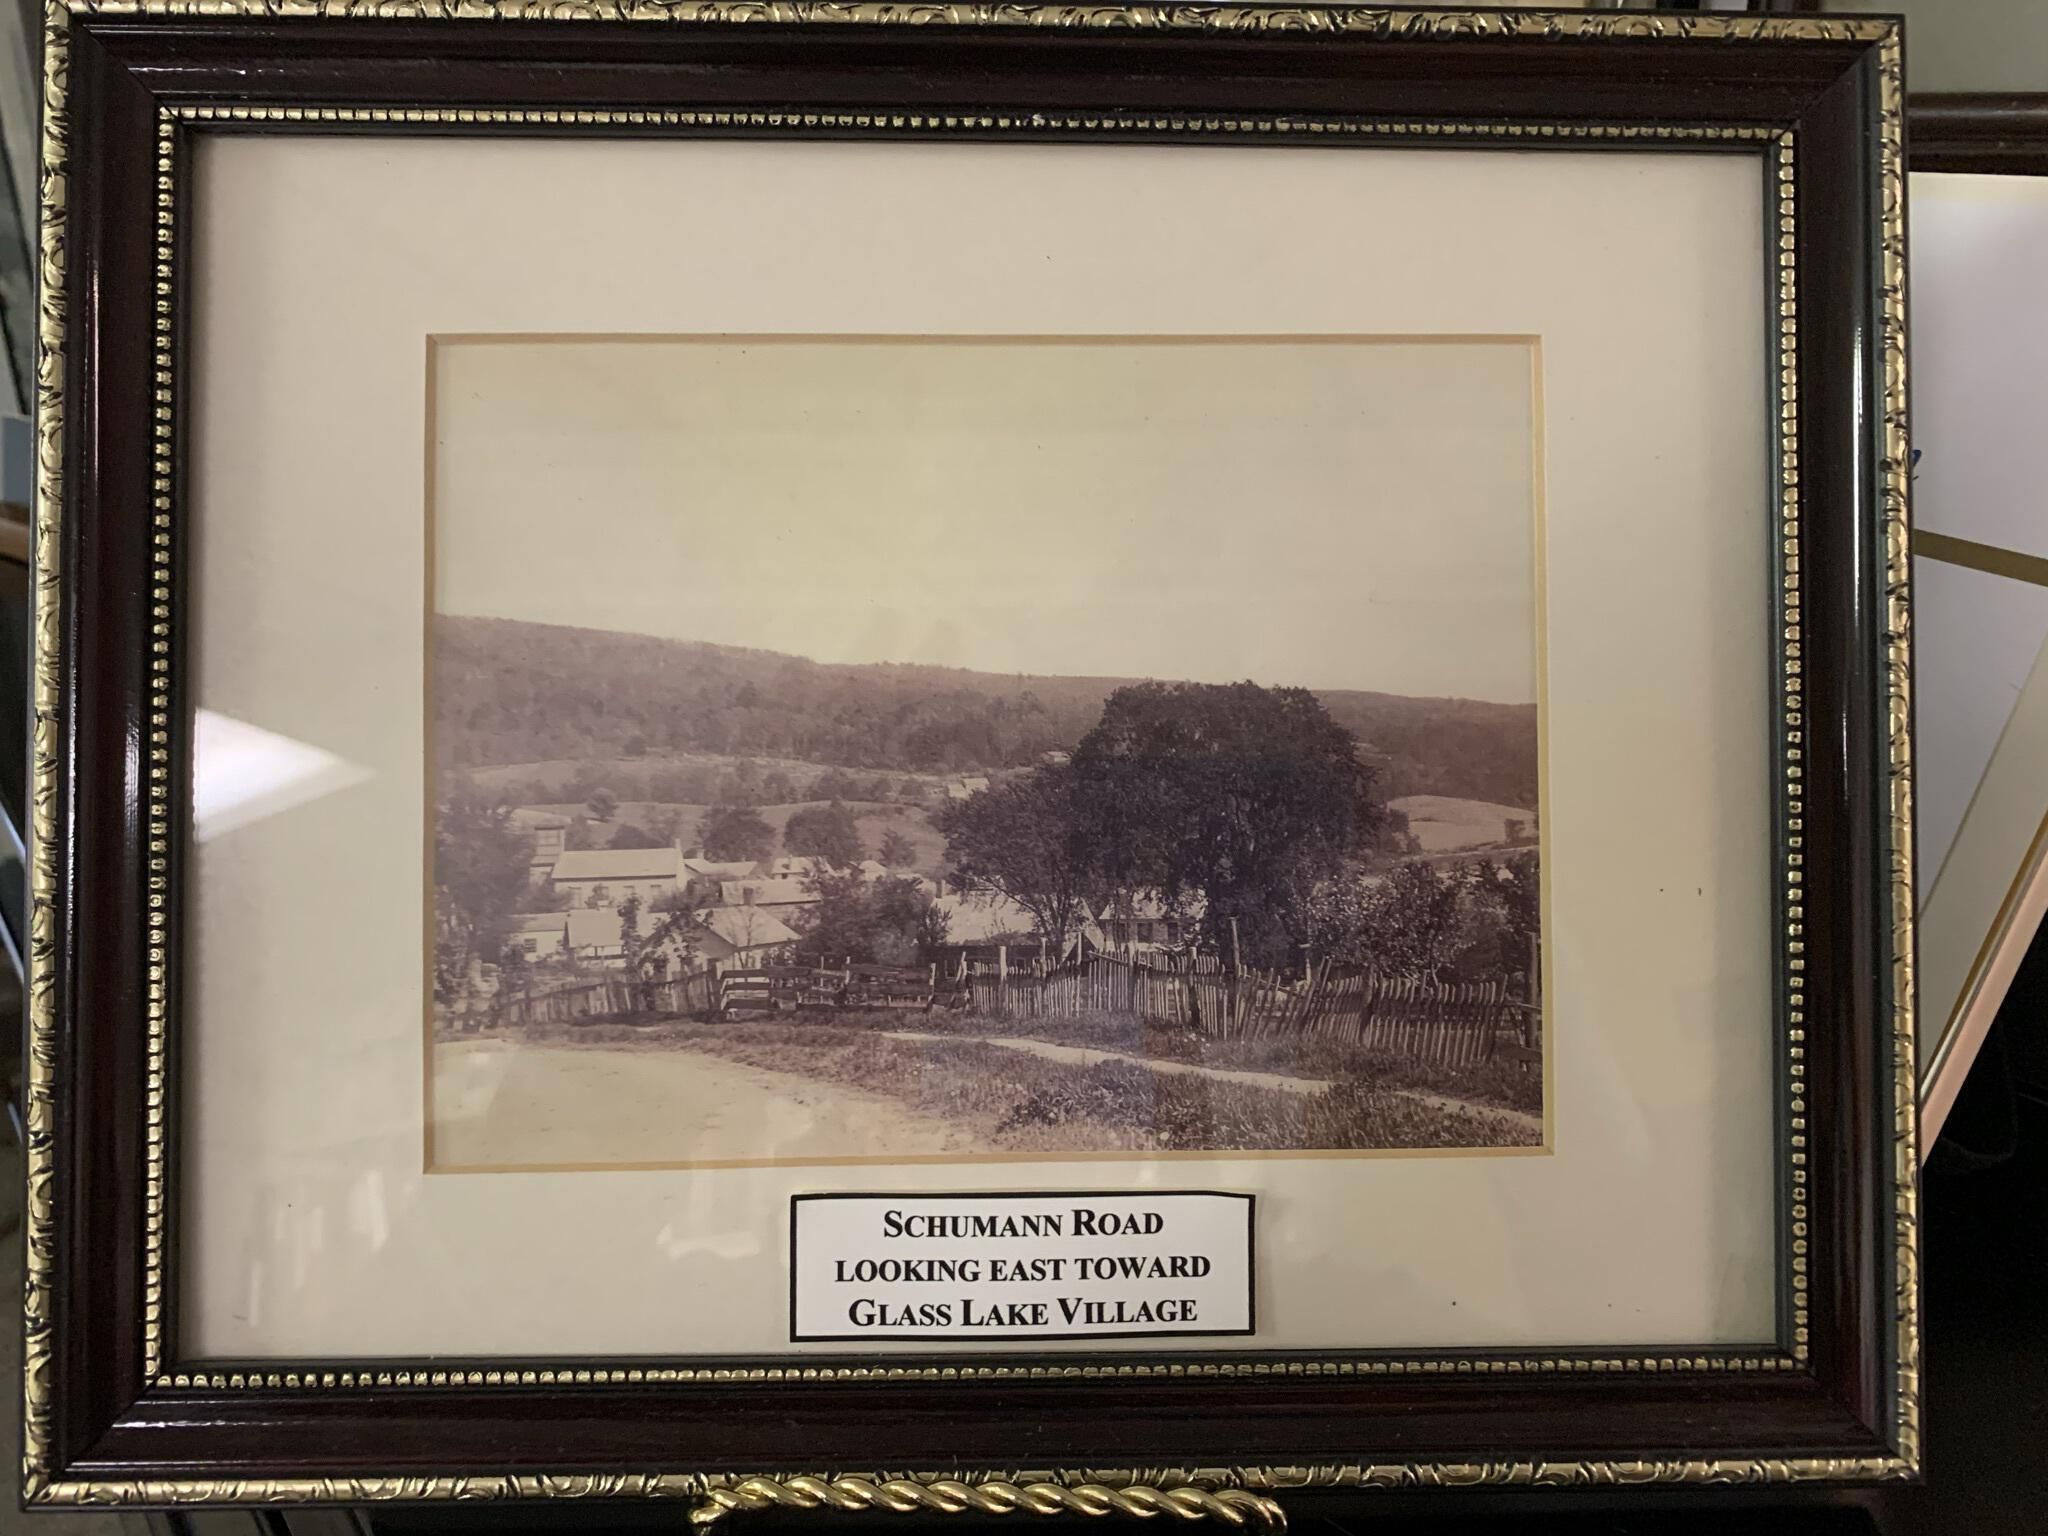 SCHUMANN ROAD
LOOKING EAST TOWARD
GLASS LAKE VILLAGE